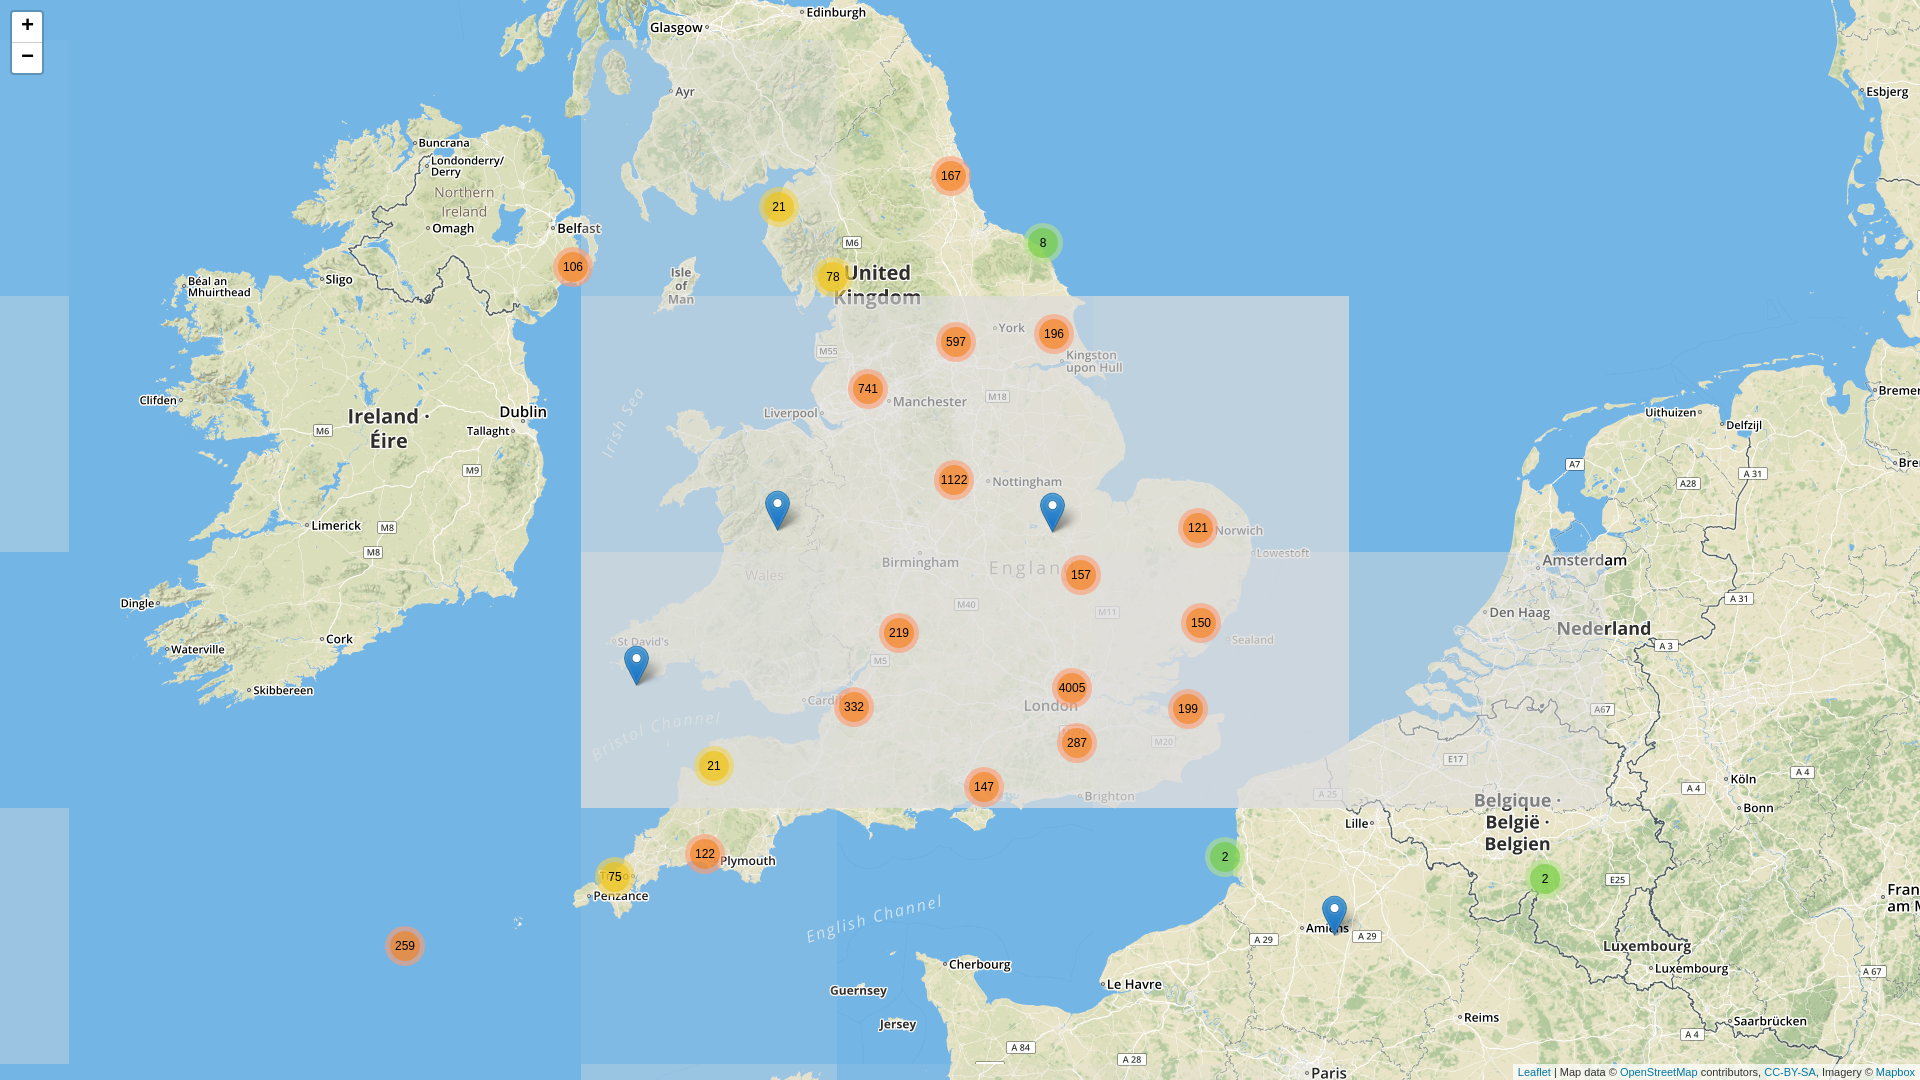 +
−
Edinburgh
Glasgow
Ayr
Esbjerg
Buncrana
Londonderry/
Derry
Northern
Ireland
Omagh
Belfast
167
21
M6
8
106
78
United
Kingdom
Sligo
Béal an
Mhuirthead
Isle
of
Man
York
196
597
M55
Kingston
upon Hull
741
Manchester
M18
Liverpool
Irish Sea
Clifden
Dublin
Ireland ·
Éire
M6
Tallaght
M9
Uithuizen
Delfzijl
Breme
Bre
A7
A 31
A28
1122
Nottingham
121
Norwich
Lowestoft
Limerick
M8
M8
Birmingham
Wales
Englan
157
Amsterdam
Den Haag
A 31
Nederland
A 3
Dingle
Cork
Waterville
Skibbereen
M40
M11
219
150
Sealand
St David's
M5
4005
London
Cardiff
332
199
287
M20
Bristol Channel
21
147
Brighton
A67
E17
A 25
Köln
A 4
A 4
Bonn
Belgique ·
België ·
Belgien
Lille
122
Plymouth
75
Penzance
2
2
E25
English Channel
259
Amiens
A 29
A 29
Luxembourg
Luxembourg
Fran
am M
A 67
Cherbourg
Le Havre
Guernsey
Jersey
Reims
Saarbrücken
A 84
A 28
A 4
Paris
Leaflet | Map data © OpenStreetMap contributors, CC-BY-SA, Imagery © Mapbox